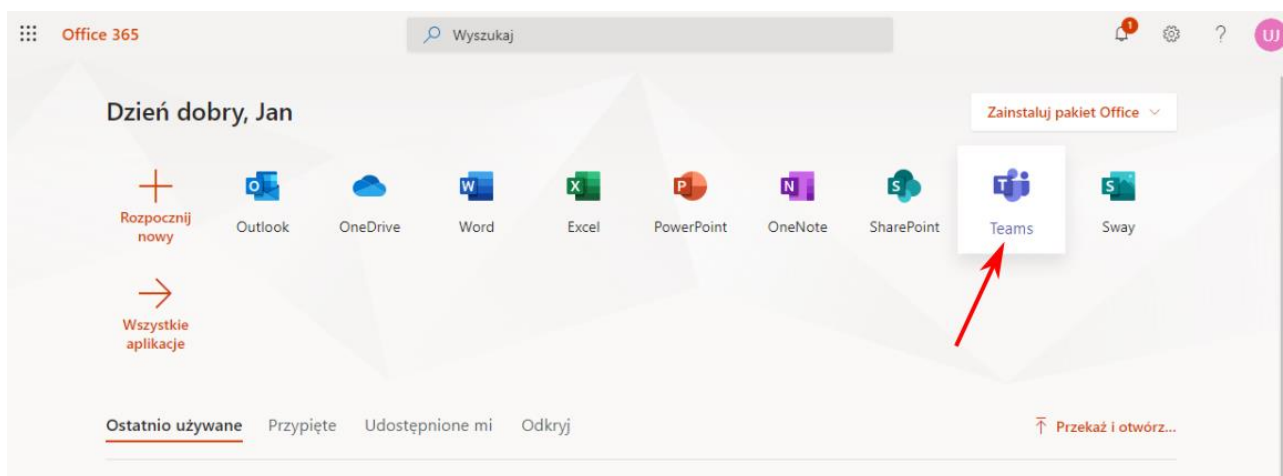 Office 365
Wyszukaj
1
?
UJ
Dzień dobry, Jan
Zainstaluj pakiet Office
Rozpocznij
nowy
Outlook
OneDrive
Word
Excel
PowerPoint
OneNote
SharePoint
Teams
Sway
Wszystkie
aplikacje
Ostatnio używane
Przypięte
Udostępnione mi
Odkryj
Przekaż i otwórz...